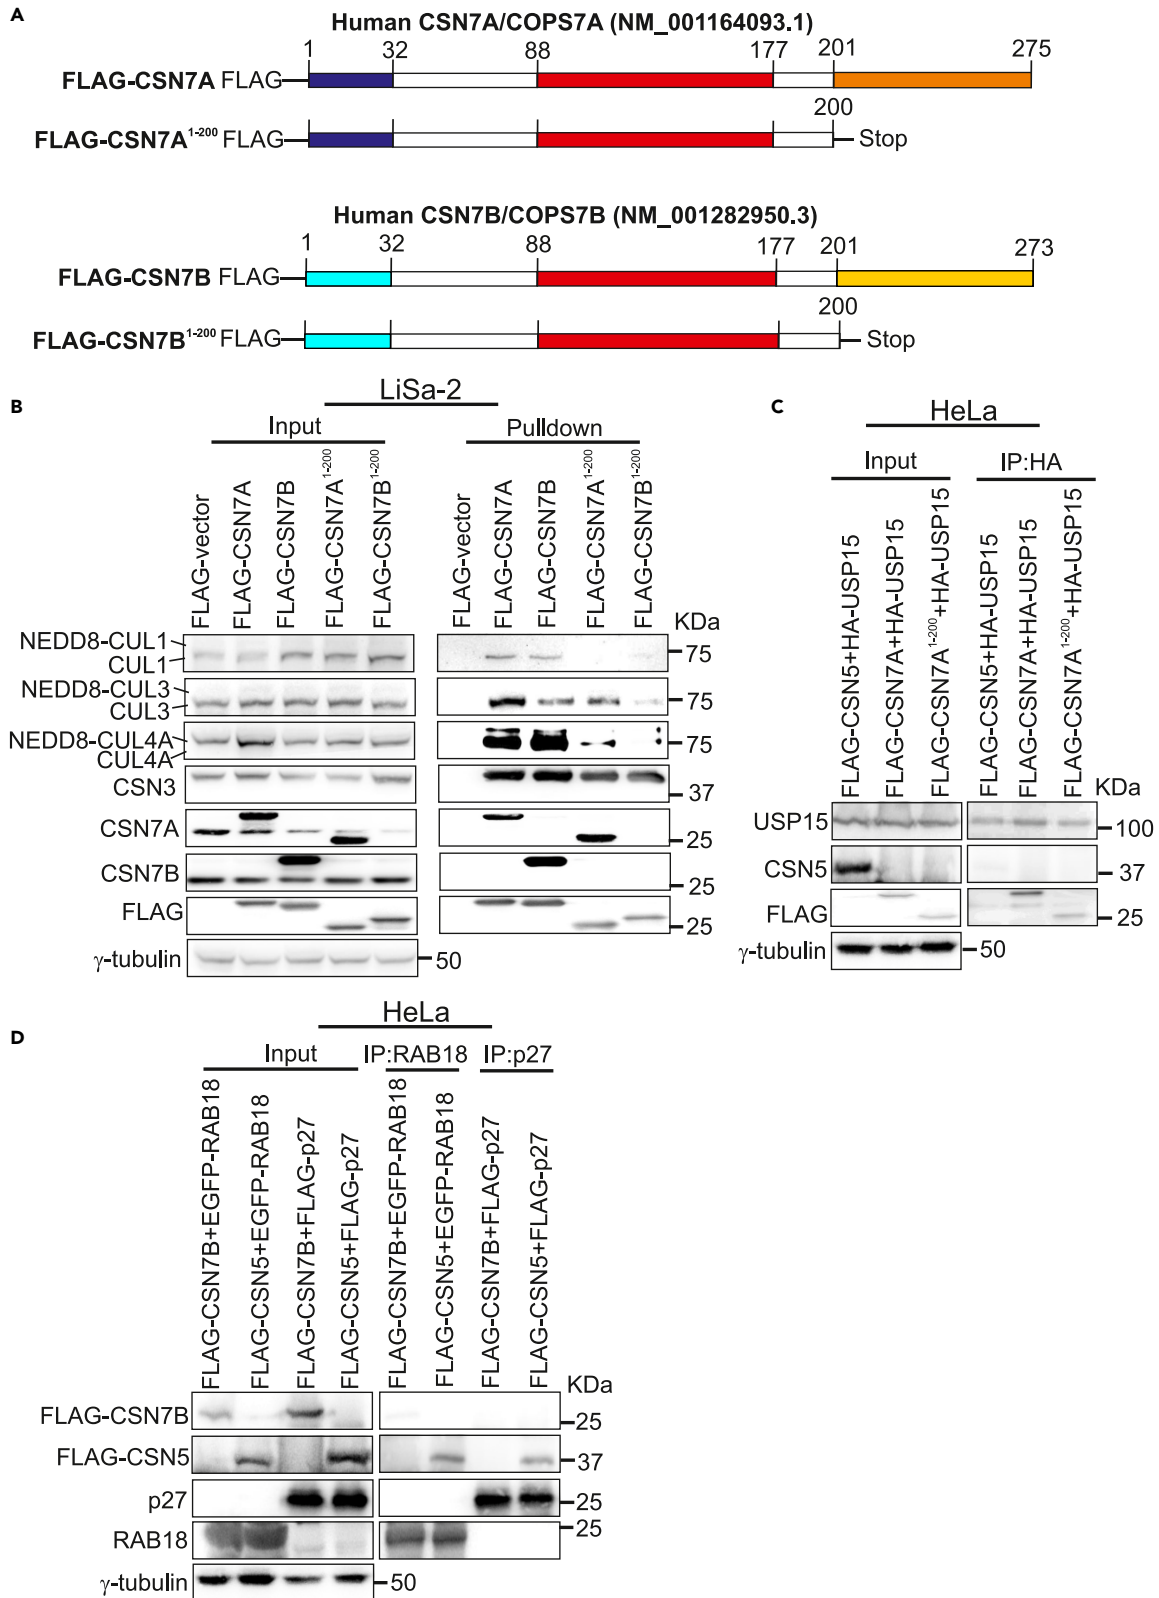 A
Human CSN7A/COPS7A (NM_001164093.1)
1 32 88 177 201 275
FLAG-CSN7A FLAG
200
FLAG-CSN7A1-200 FLAG Stop
Human CSN7B/COPS7B (NM_001282950.3)
1 32 88 177 201 273
FLAG-CSN7B FLAG
200
FLAG-CSN7B1-200 FLAG Stop
B
LiSa-2
Input Pulldown
FLAG-vector
FLAG-CSN7A
FLAG-CSN7B
FLAG-CSN7A1-200
FLAG-CSN7B1-200
FLAG-vector
FLAG-CSN7A
FLAG-CSN7B
FLAG-CSN7A1-200
FLAG-CSN7B1-200
KDa
NEDD8-CUL1
CUL1
75
NEDD8-CUL3
CUL3
75
NEDD8-CUL4A
CUL4A
75
CSN3
37
CSN7A
25
CSN7B
25
FLAG
25
γ-tubulin
50
C
HeLa
Input IP:HA
FLAG-CSN5+HA-USP15
FLAG-CSN7A+HA-USP15
FLAG-CSN7A1-200+HA-USP15
FLAG-CSN5+HA-USP15
FLAG-CSN7A+HA-USP15
FLAG-CSN7A1-200+HA-USP15
KDa
USP15
100
CSN5
37
FLAG
25
γ-tubulin
50
D
HeLa
Input IP:RAB18 IP:p27
FLAG-CSN7B+EGFP-RAB18
FLAG-CSN5+EGFP-RAB18
FLAG-CSN7B+FLAG-p27
FLAG-CSN5+FLAG-p27
FLAG-CSN7B+EGFP-RAB18
FLAG-CSN5+EGFP-RAB18
FLAG-CSN7B+FLAG-p27
FLAG-CSN5+FLAG-p27
KDa
FLAG-CSN7B
25
FLAG-CSN5
37
p27
25
RAB18
25
γ-tubulin
50